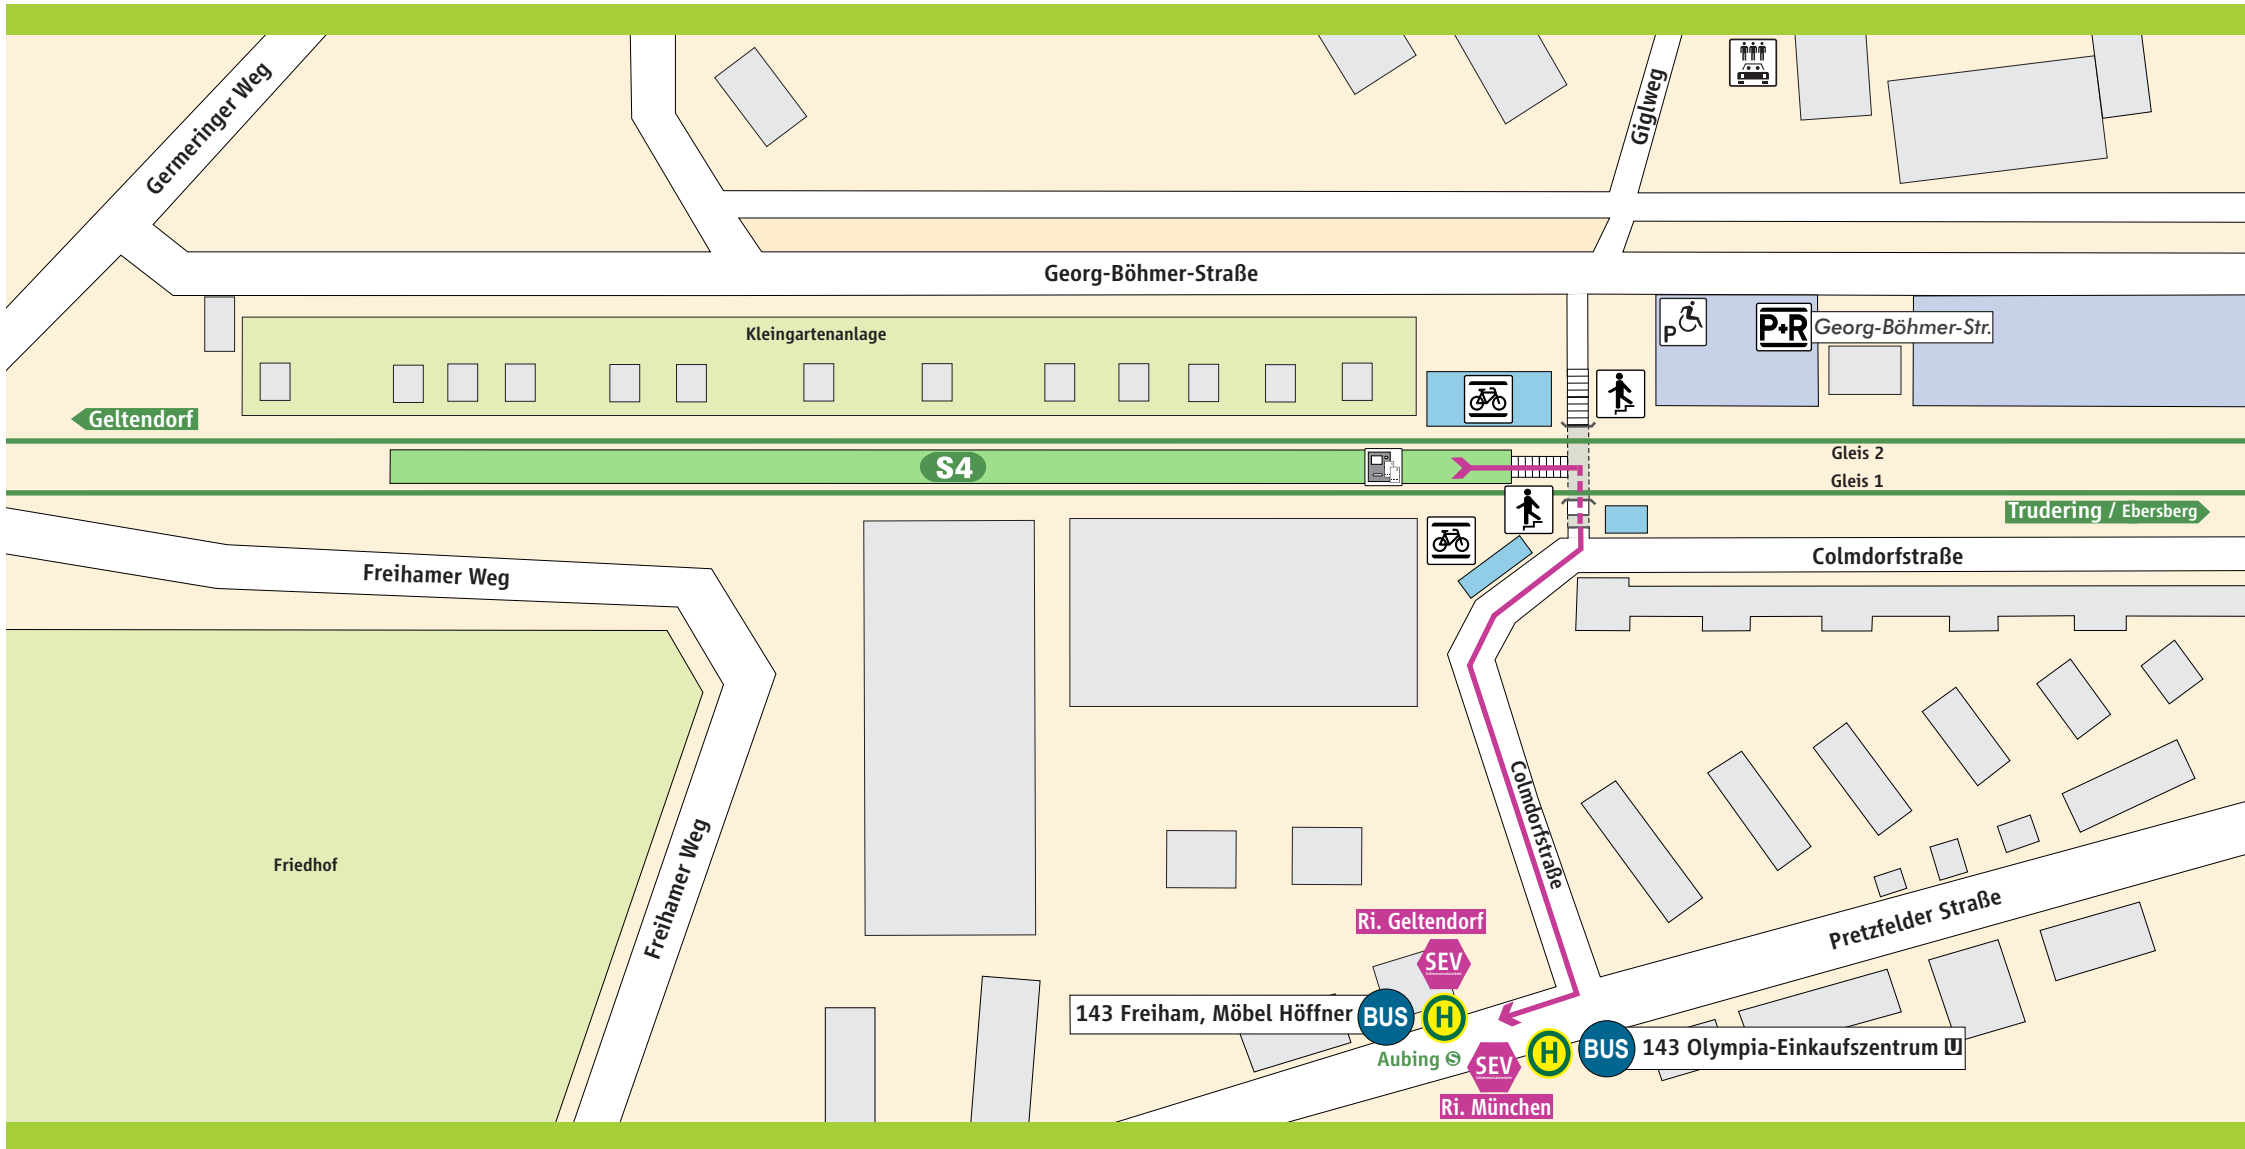 Germeringer Weg
Giglweg
Georg-Böhmer-Straße
Kleingartenanlage
P
P+R
Georg-Böhmer-Str.
Geltendorf
S4
Gleis 2
Gleis 1
Trudering / Ebersberg
Freihamer Weg
Colmdorfstraße
Colmdorfstraße
Freihamer Weg
Friedhof
Pretzfelder Straße
Ri. Geltendorf
SEV
143 Freiham, Möbel Höffner
BUS
H
Aubing S
SEV
H
BUS
143 Olympia-Einkaufszentrum U
Ri. München